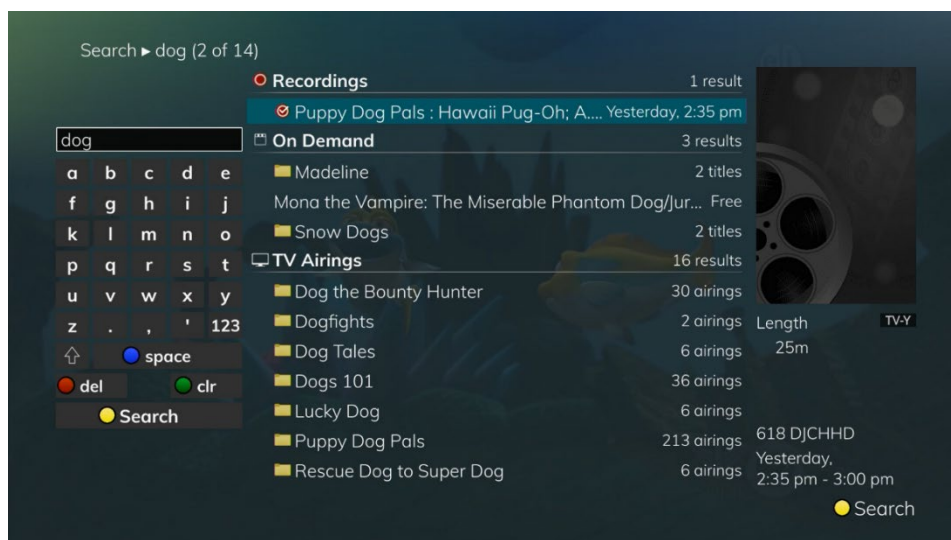 Search ▸ dog (2 of 14)
Recordings 1 result
Puppy Dog Pals : Hawaii Pug-Oh; A.... Yesterday, 2:35 pm
dog
On Demand 3 results
Madeline 2 titles
Mona the Vampire: The Miserable Phantom Dog/Jur... Free
Snow Dogs 2 titles
TV Airings 16 results
Dog the Bounty Hunter 30 airings
Dogfights 2 airings
Dog Tales 6 airings
Dogs 101 36 airings
Lucky Dog 6 airings
Puppy Dog Pals 213 airings
Rescue Dog to Super Dog 6 airings
a b c d e
f g h i j
k l m n o
p q r s t
u v w x y
z . , ' 123
space
del clr
Search
Length TV-Y
25m
618 DJCHHD
Yesterday,
2:35 pm - 3:00 pm
Search